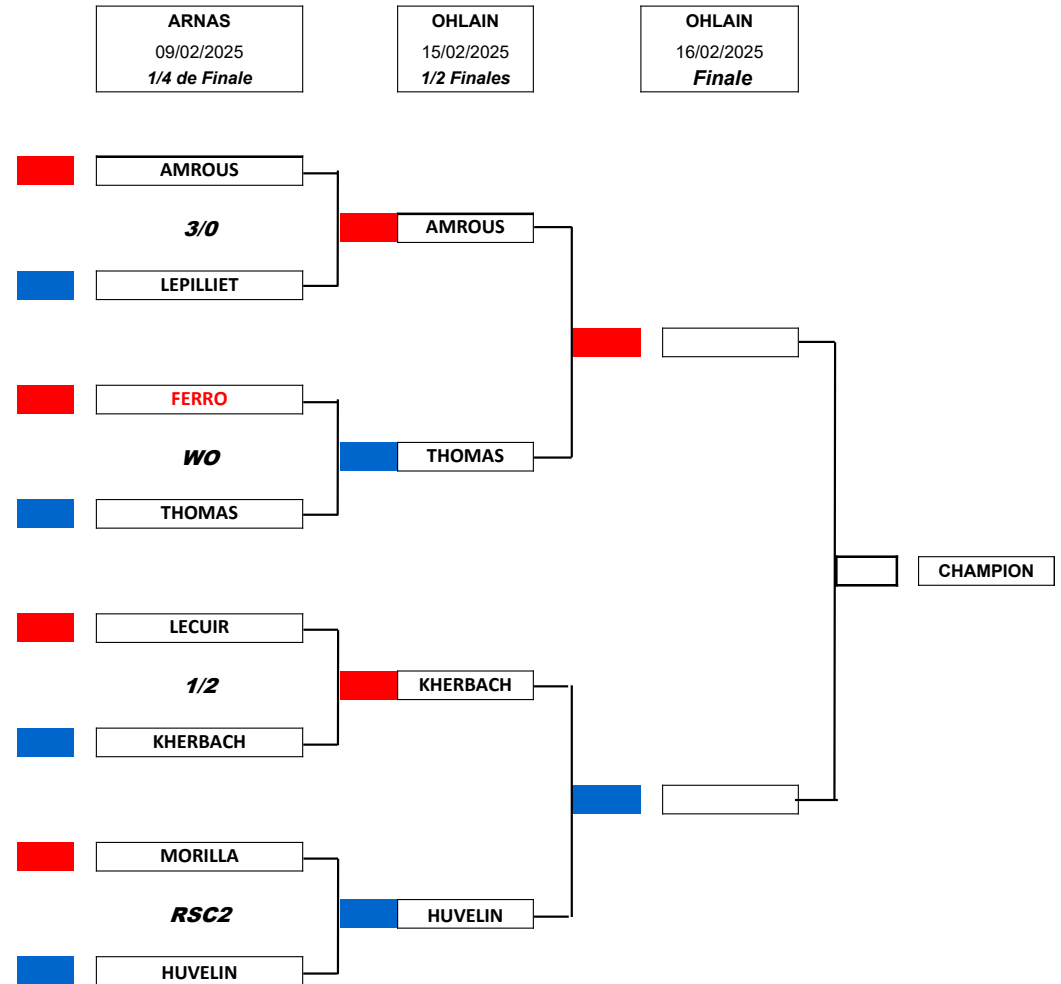 ARNAS
09/02/2025
1/4 de Finale
OHLAIN
15/02/2025
1/2 Finales
OHLAIN
16/02/2025
Finale
AMROUS
3/0
LEPILLIET
AMROUS
FERRO
WO
THOMAS
THOMAS
LECUIR
1/2
KHERBACH
KHERBACH
MORILLA
RSC2
HUVELIN
HUVELIN
CHAMPION